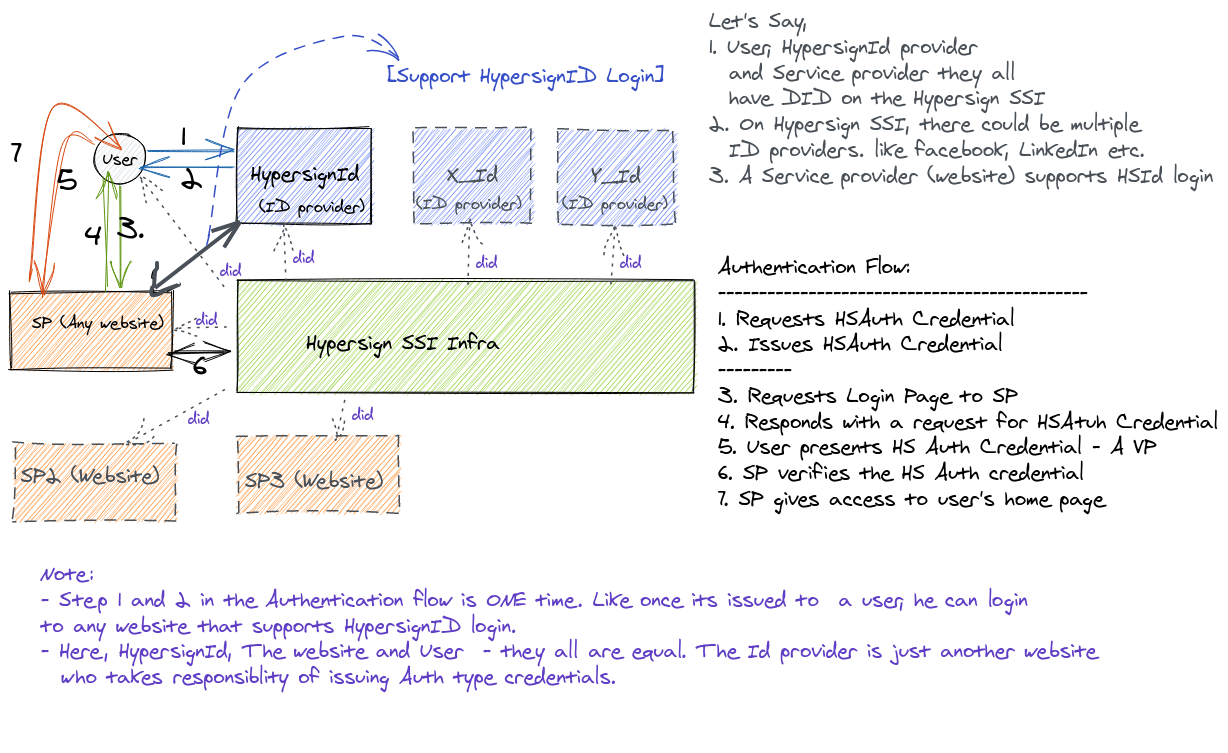 Let's Say,
1. User, HypersignId provider
and Service provider they all
have DID on the Hypersign SSI
2. On Hypersign SSI, there could be multiple
ID providers. like facebook, LinkedIn etc.
3. A Service provider (website) supports HSId login
[Support HypersignID Login]
7
1
User
5
2
HypersignId
(ID provider)
X_Id
(ID provider)
Y_Id
(ID provider)
4
3.
did
did
did
did
SP (Any website)
did
6
Hypersign SSI Infra
did
did
SP2 (Website)
SP3 (Website)
Authentication Flow:
---------------------------------------------
1. Requests HSAuth Credential
2. Issues HSAuth Credential
---------
3. Requests Login Page to SP
4. Responds with a request for HSAtuh Credential
5. User presents HS Auth Credential - A VP
6. SP verifies the HS Auth credential
7. SP gives access to user's home page
Note:
- Step 1 and 2 in the Authentication flow is ONE time. Like once its issued to a user, he can login
to any website that supports HypersignID login.
- Here, HypersignId, The website and User - they all are equal. The Id provider is just another website
who takes responsiblity of issuing Auth type credentials.